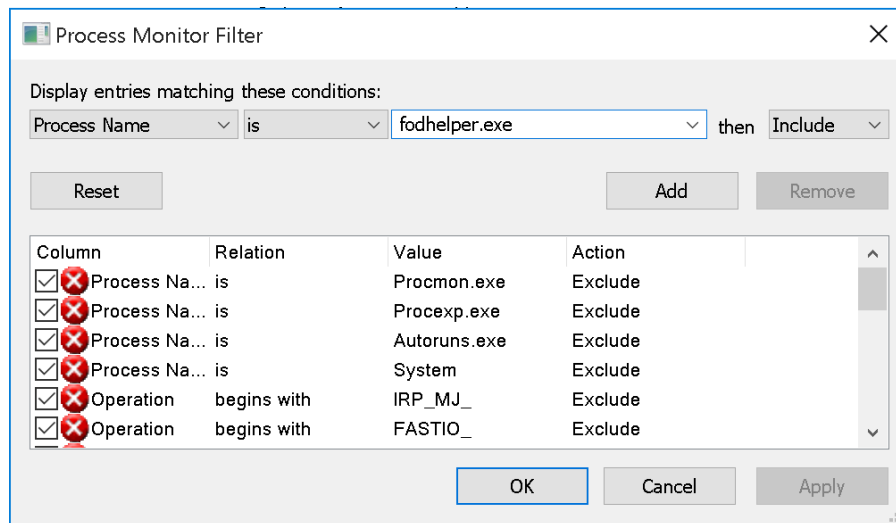 Process Monitor Filter
Display entries matching these conditions:
Process Name is fodhelper.exe then Include
Reset Add Remove
Column Relation Value Action
Process Na... is Procmon.exe Exclude
Process Na... is Procexp.exe Exclude
Process Na... is Autoruns.exe Exclude
Process Na... is System Exclude
Operation begins with IRP_MJ_ Exclude
Operation begins with FASTIO_ Exclude
OK Cancel Apply